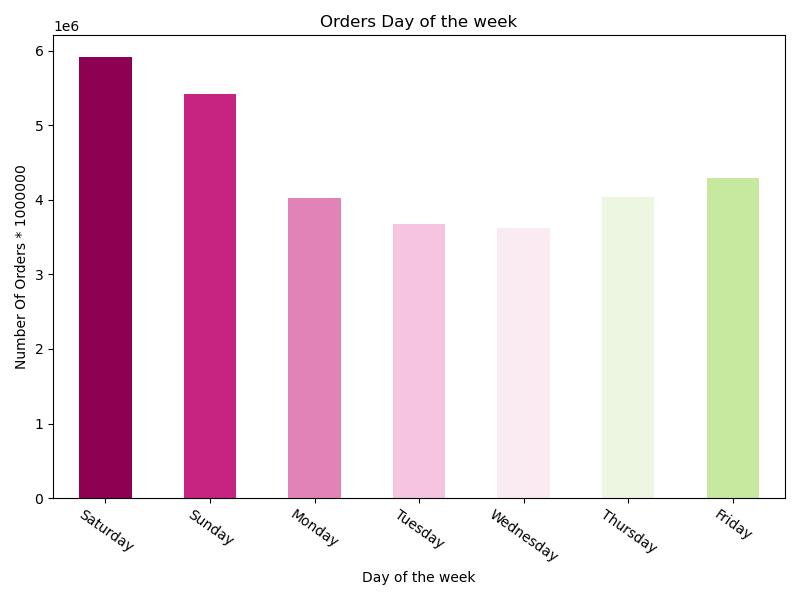 Orders Day of the week
1e6
6
5
4
3
2
1
0
Number Of Orders * 1000000
Saturday
Sunday
Monday
Tuesday
Wednesday
Thursday
Friday
Day of the week